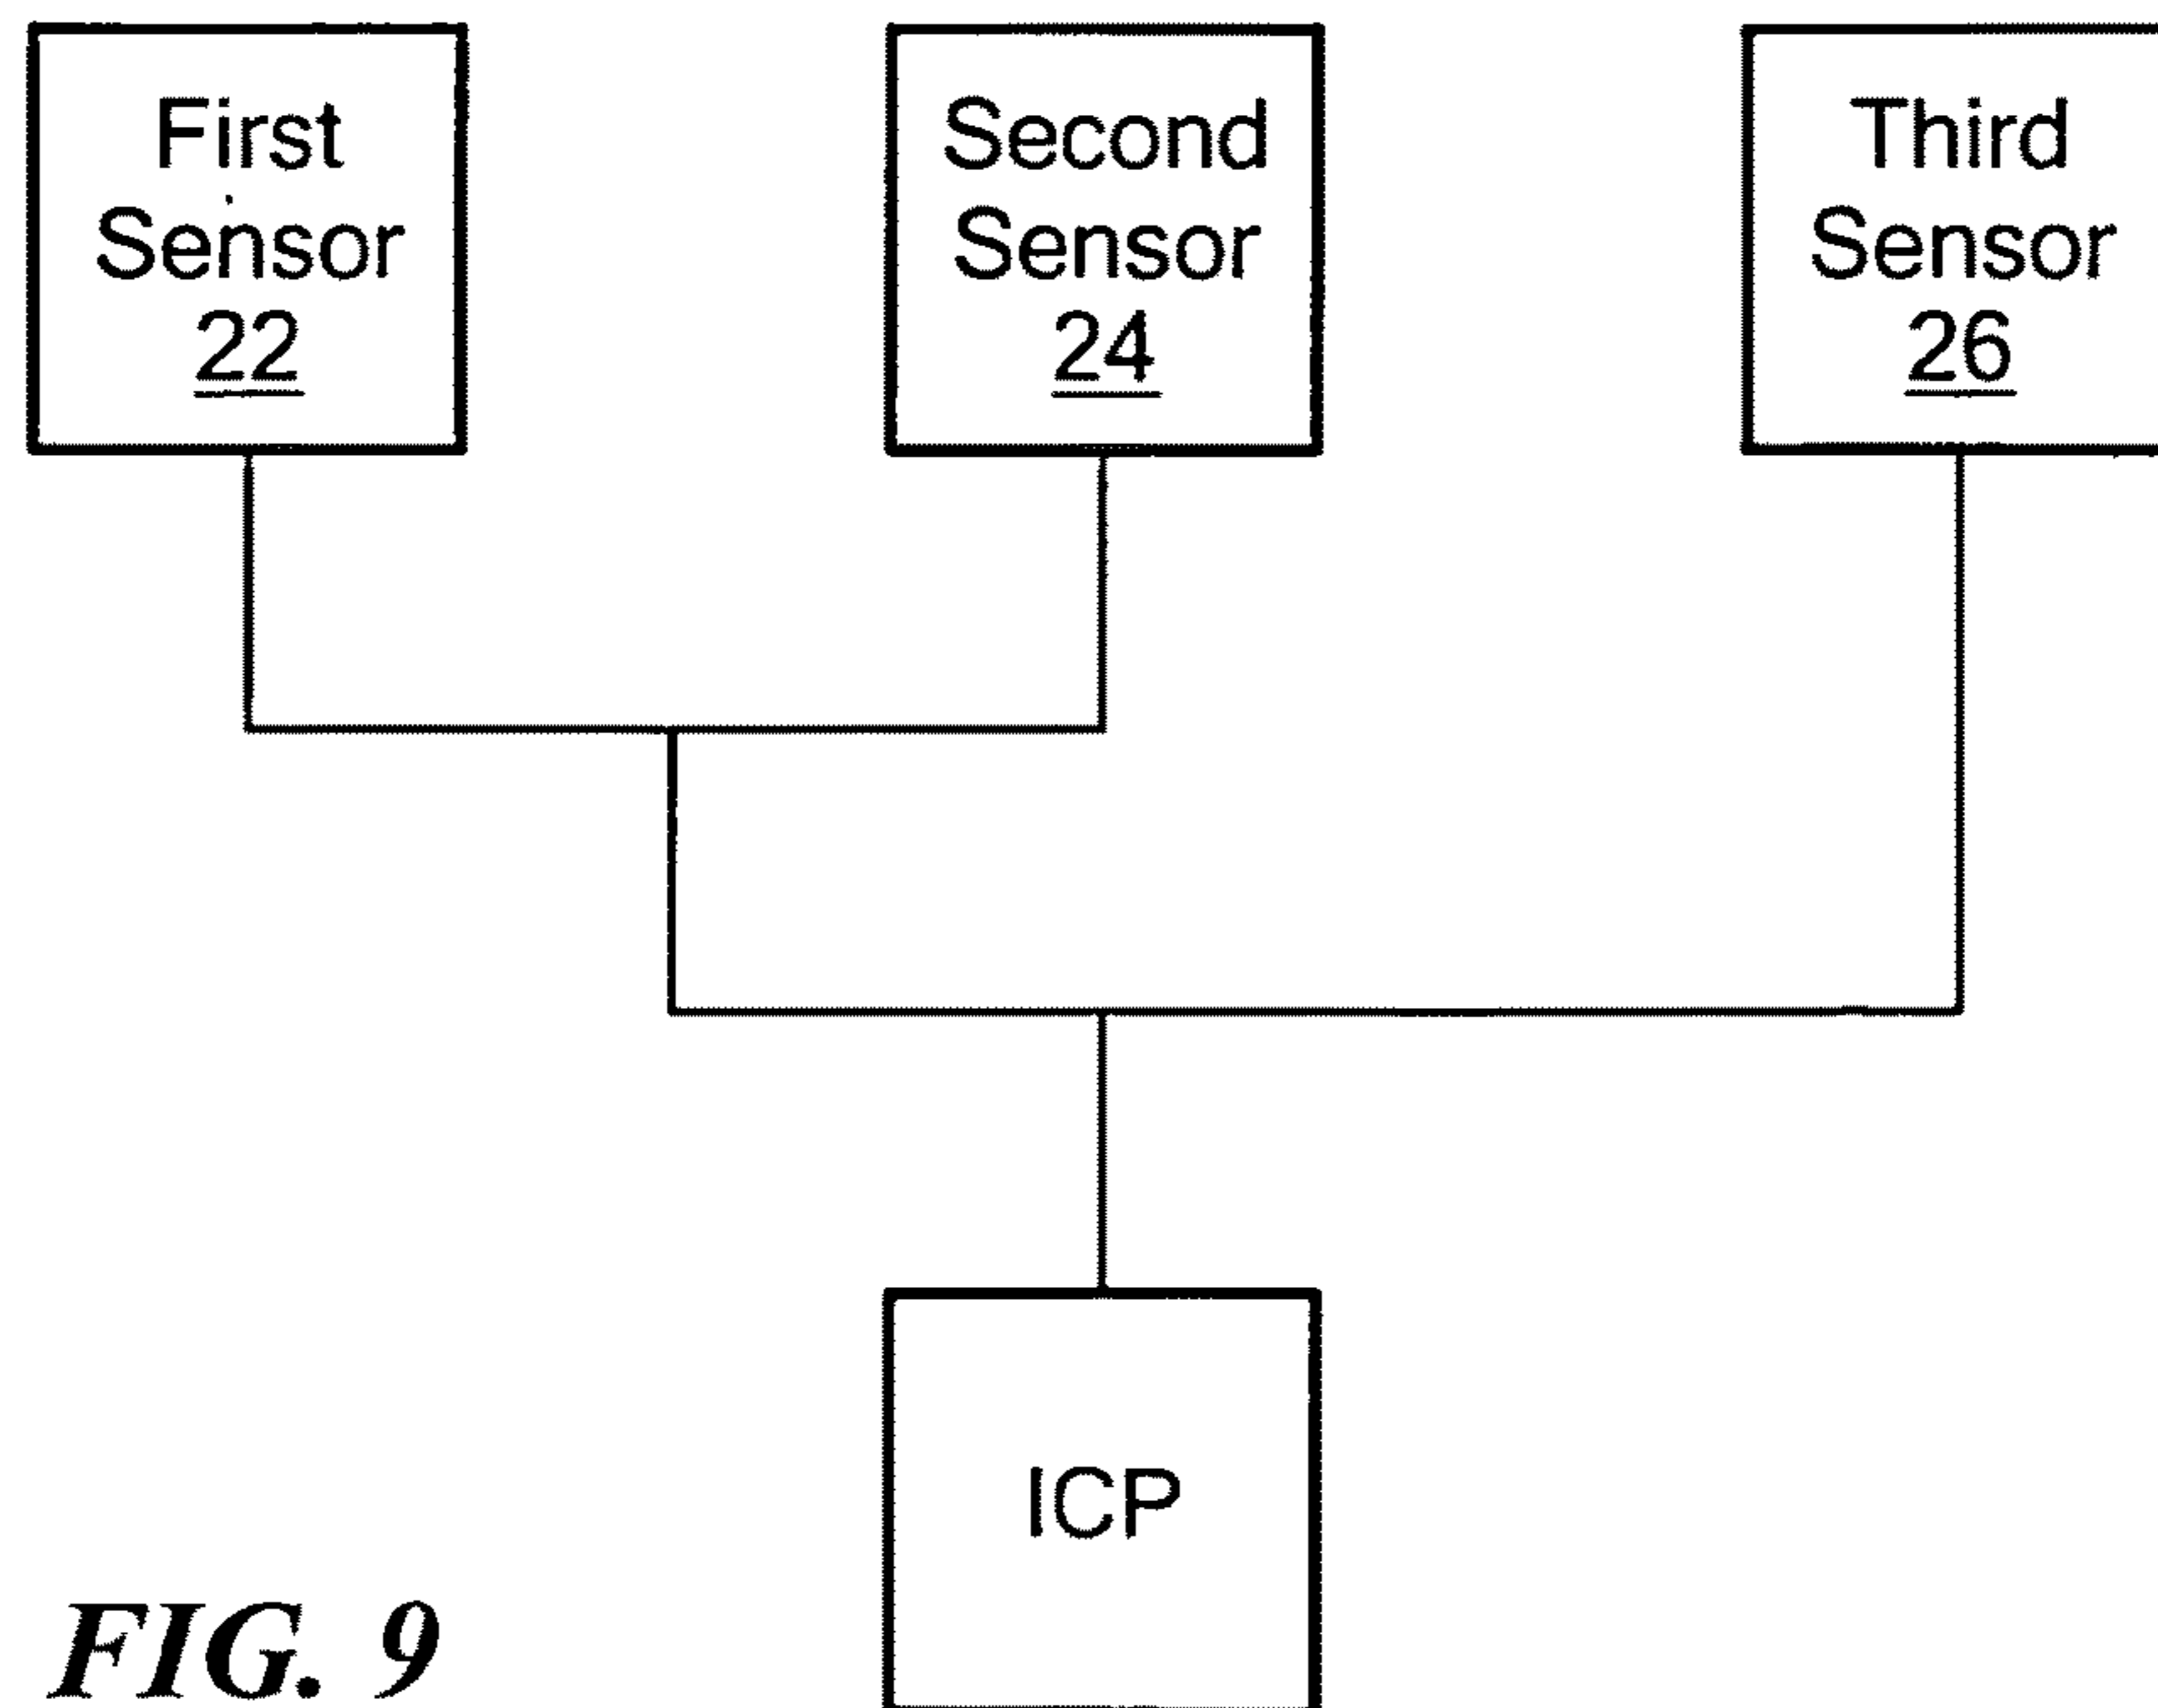 First
Sensor
22
Second
Sensor
24
Third
Sensor
26
ICP
FIG. 9